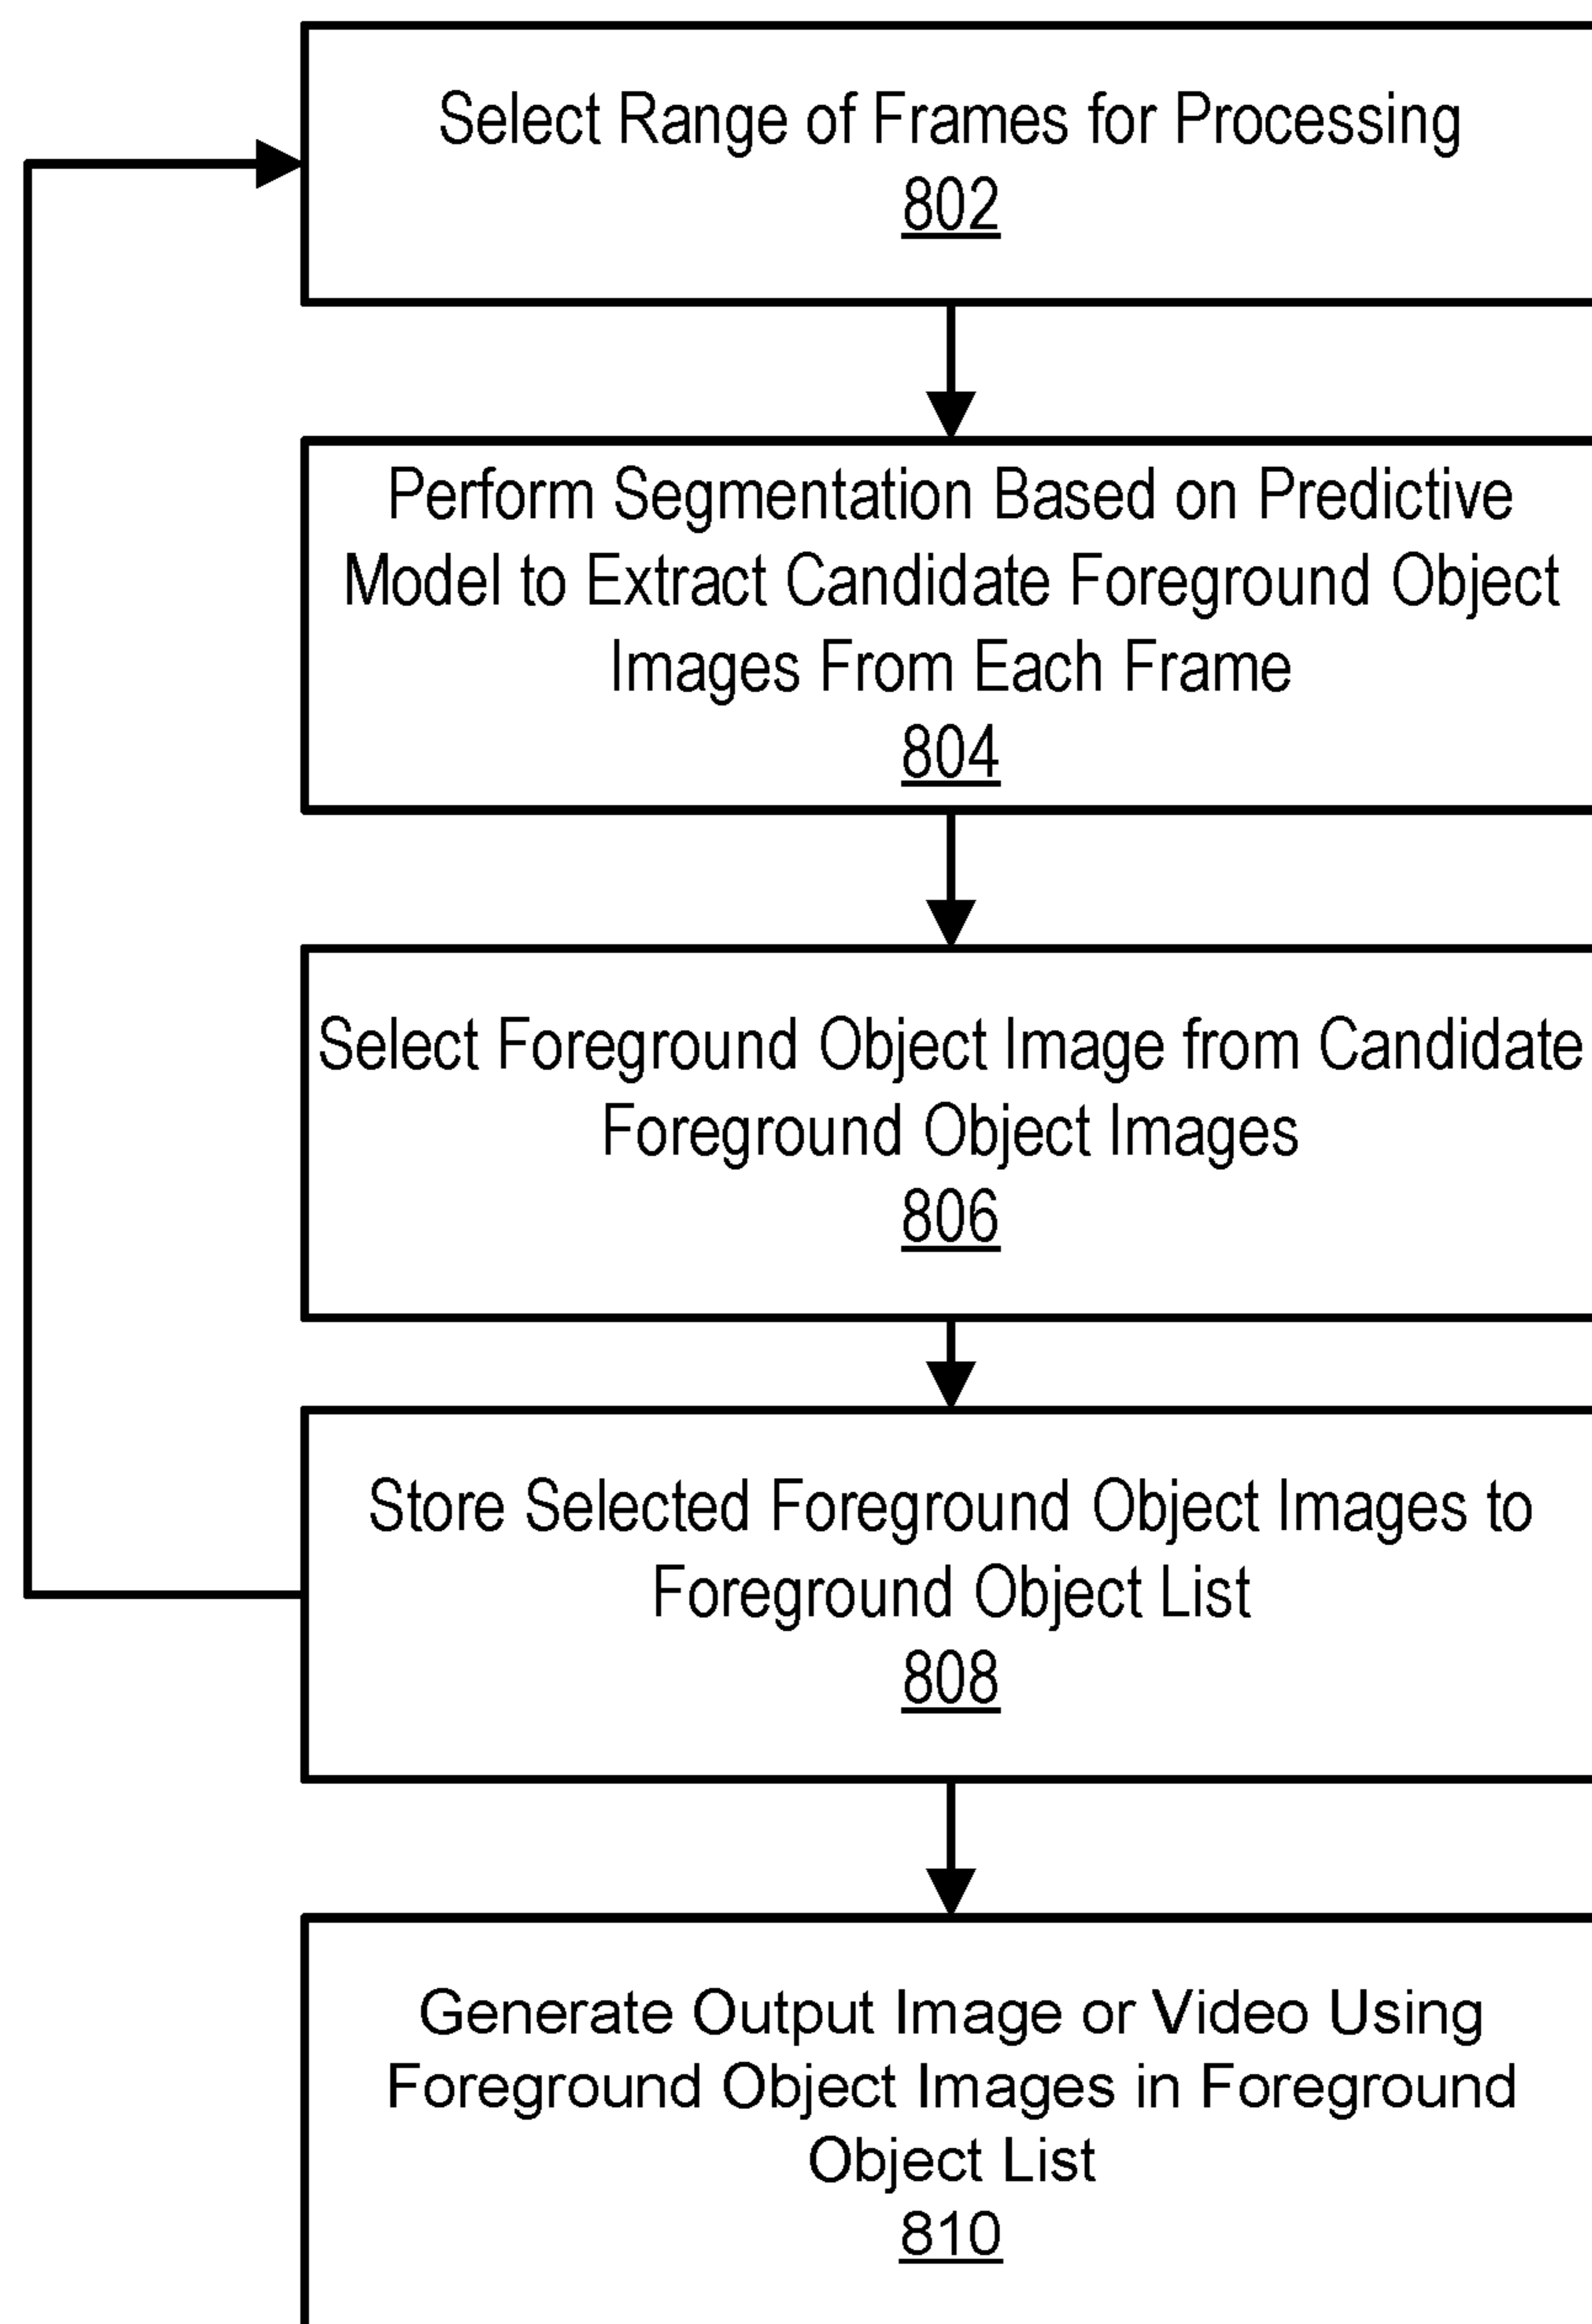 Select Range of Frames for Processing
802
Perform Segmentation Based on Predictive
Model to Extract Candidate Foreground Object
Images From Each Frame
804
Select Foreground Object Image from Candidate
Foreground Object Images
806
Store Selected Foreground Object Images to
Foreground Object List
808
Generate Output Image or Video Using
Foreground Object Images in Foreground
Object List
810